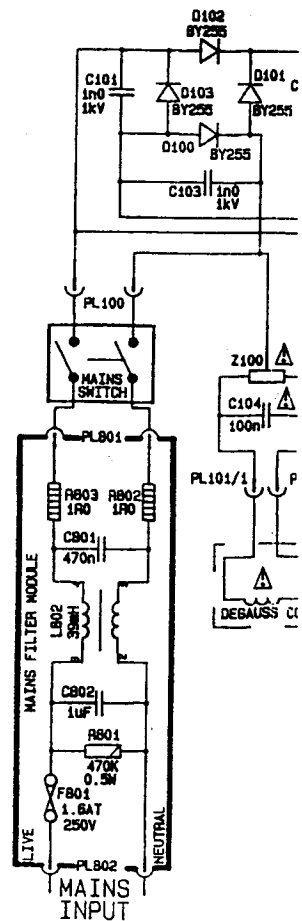 D102
BY255
C101
1n0
1kV
D103
BY255
D101
BY255
C
D100
BY255
C103
1n0
1kV
PL100
MAINS
SWITCH
Z100
C104
100n
PL801
PL101/1
P
R803
1R0
R802
1R0
C801
470n
L802
39mH
DEGAUSS CO
MAINS FILTER MODULE
C802
1uF
R801
470K
0.5W
F801
1.6AT
250V
LIVE
NEUTRAL
PL802
MAINS
INPUT